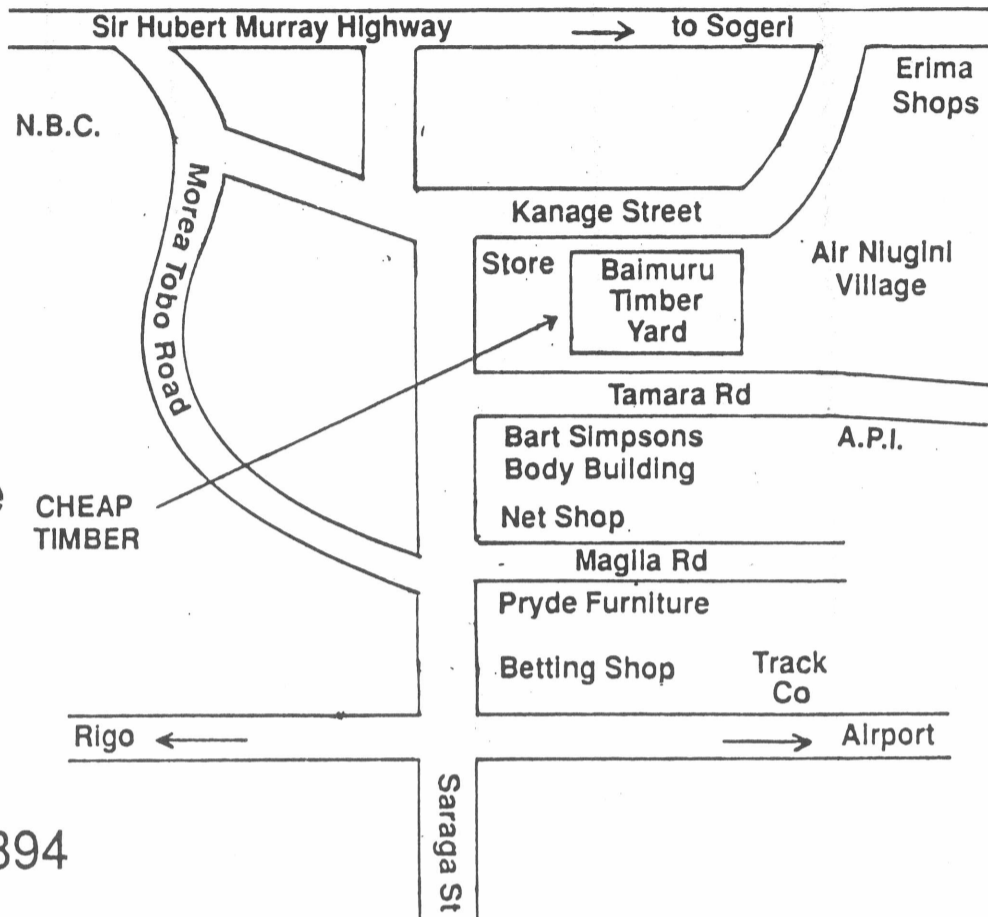 Sir Hubert Murray Highway
to Sogeri
Erima
Shops
N.B.C.
Morea Tobo Road
Kanage Street
Store
Baimuru
Timber
Yard
Air Niugini
Village
Tamara Rd
Bart Simpsons
Body Building
A.P.I.
CHEAP
TIMBER
Net Shop
Magila Rd
Pryde Furniture
Betting Shop
Track
Co
Rigo
Airport
Saraga St
894